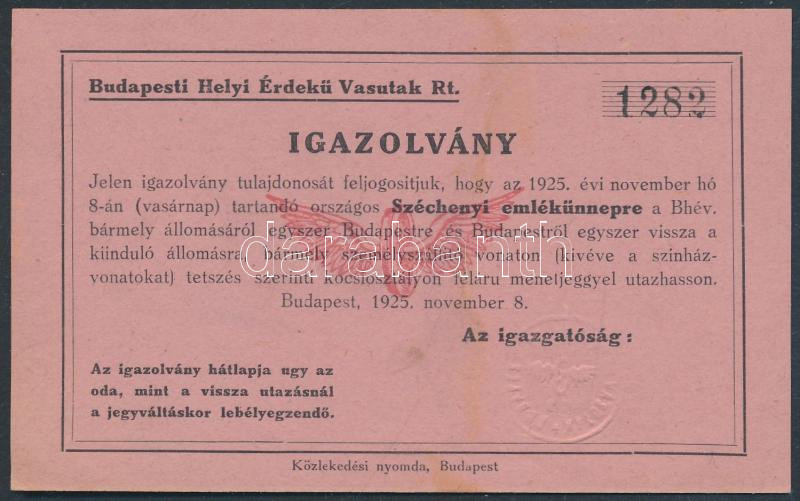 Budapesti Helyi Érdekü Vasutak Rt.
1282
IGAZOLVÁNY
Jelen igazolvány tulajdonosát feljogositjuk, hogy az 1925. évi november hó
8-án (vasárnap) tartandó országos Széchenyi emlékünnepre a Bhév.
bármely állomásáról egyszer Budapestre és Budapestről egyszer vissza a
kiinduló állomásra, bármely személyszállitó vonaton (kivéve a szinház-
vonatokat) tetszés szerinti kocsiosztályon feláru menetjeggyel utazhasson.
Budapest, 1925. november 8.
Az igazgatóság:
Az igazolvány hátlapja ugy az
oda, mint a vissza utazásnál
a jegyváltáskor lebélyegzendő.
Közlekedési nyomda, Budapest
darabanth